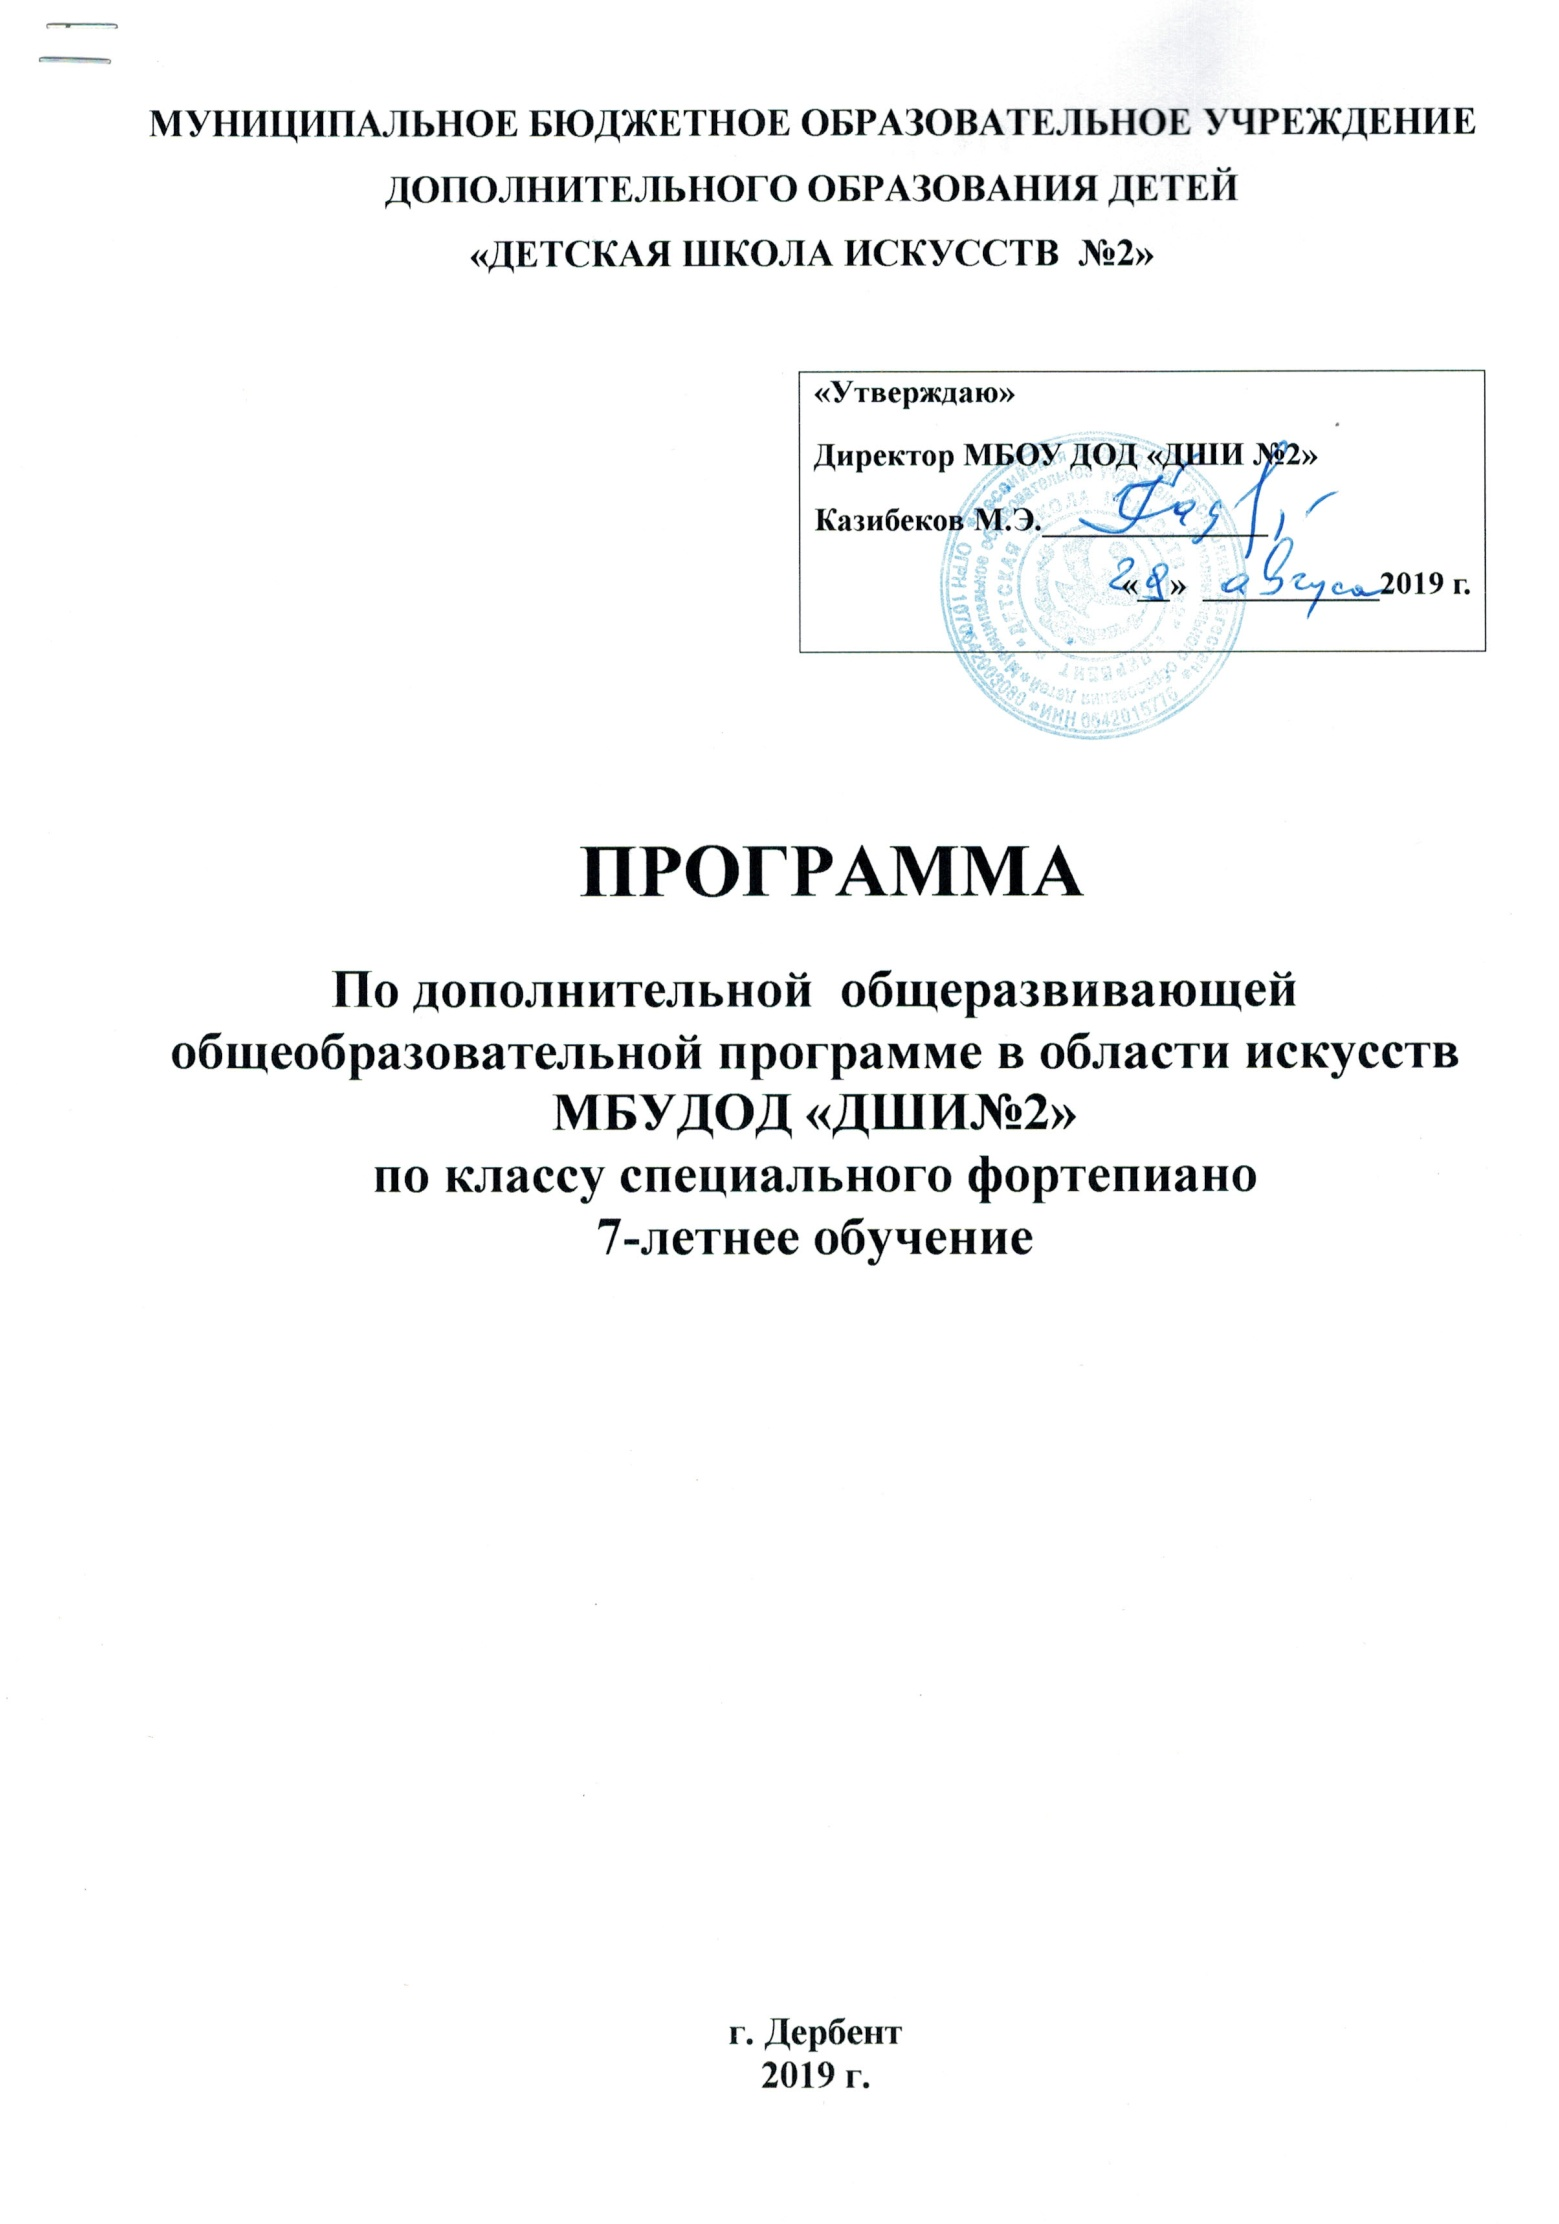 МУНИЦИПАЛЬНОЕ БЮДЖЕТНОЕ ОБРАЗОВАТЕЛЬНОЕ УЧРЕЖДЕНИЕ
ДОПОЛНИТЕЛЬНОГО ОБРАЗОВАНИЯ ДЕТЕЙ
«ДЕТСКАЯ ШКОЛА ИСКУССТВ №2»
«Утверждаю»
Директор МБОУ ДОД «ДШИ №2»
Казибеков М.Э.
«29» августа 2019 г.
ПРОГРАММА
По дополнительной общеразвивающей
общеобразовательной программе в области искусств
МБУДОД «ДШИ№2»
по классу специального фортепиано
7-летнее обучение
г. Дербент
2019 г.